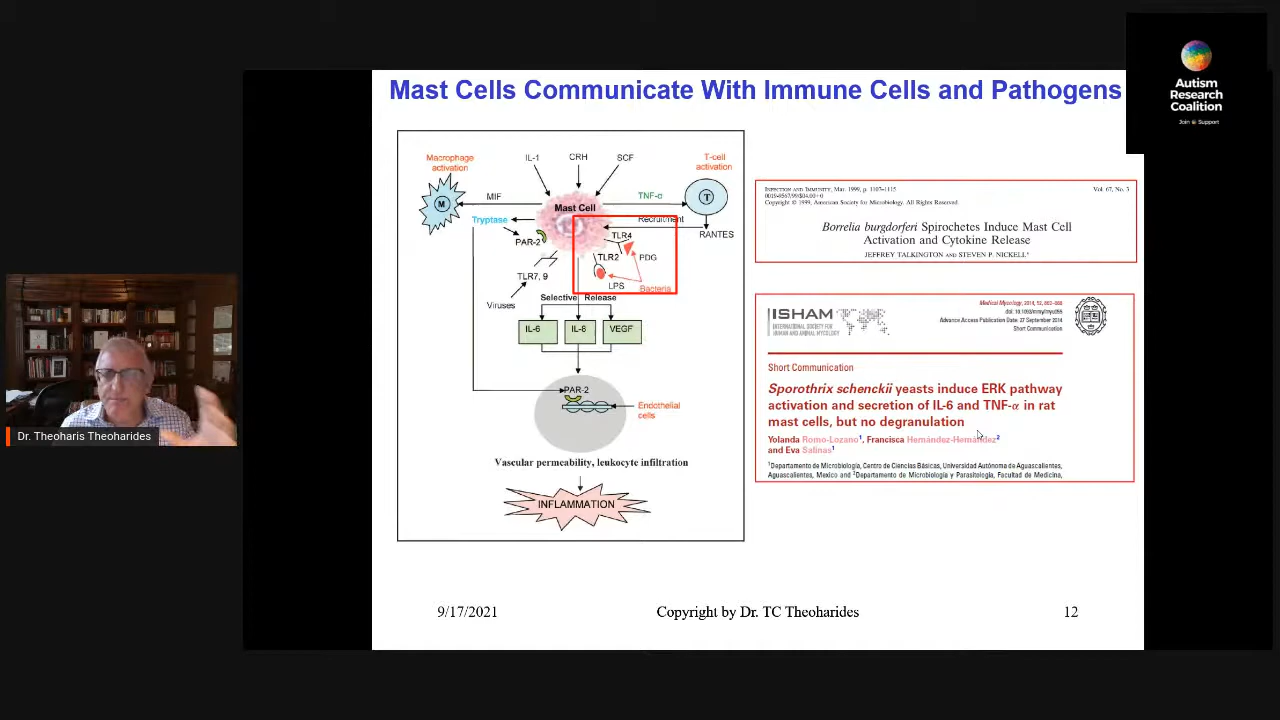 Autism
Research
Coalition
Join Support
Mast Cells Communicate With Immune Cells and Pathogens
Macrophage
activation
IL-1
CRH
SCF
T-cell
activation
M
MIF
Mast Cell
TNF-α
T
Tryptase
Recruitment
RANTES
PAR-2
TLR4
PDG
TLR2
TLR7, 9
LPS
Bacteria
Viruses
Selective Release
IL-6
IL-8
VEGF
PAR-2
Endothelial
cells
Vascular permeability, leukocyte infiltration
INFLAMMATION
INFECTION AND IMMUNITY, Mar. 1999, p. 1107–1115
Vol. 67, No. 3
0019-9567/99/$04.00+0
Copyright © 1999, American Society for Microbiology. All Rights Reserved.
Borrelia burgdorferi Spirochetes Induce Mast Cell
Activation and Cytokine Release
JEFFREY TALKINGTON AND STEVEN P. NICKELL*
ISHAM
INTERNATIONAL SOCIETY FOR
HUMAN AND ANIMAL MYCOLOGY
Medical Mycology, 2014, 52,
Advance Access Publication Date: 27 September 2014
Short Communication
Short Communication
Sporothrix schenckii yeasts induce ERK pathway
activation and secretion of IL-6 and TNF-α in rat
mast cells, but no degranulation
Yolanda Romo-Lozano1, Francisca Hernández-Hernández2
and Eva Salinas1
1Departamento de Microbiología, Centro de Ciencias Básicas, Universidad Autónoma de Aguascalientes,
Aguascalientes, Mexico and 2Departamento de Microbiología y Parasitología, Facultad de Medicina,
Dr. Theoharis Theoharides
9/17/2021
Copyright by Dr. TC Theoharides
12